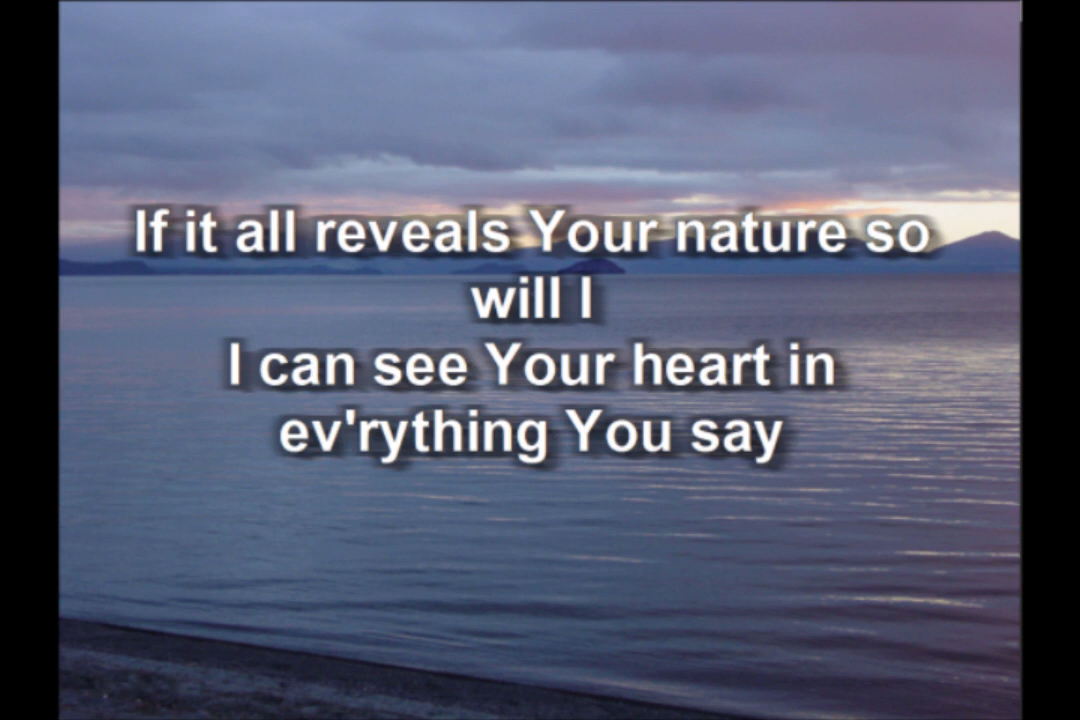 If it all reveals Your nature so
will I
I can see Your heart in
ev'rything You say